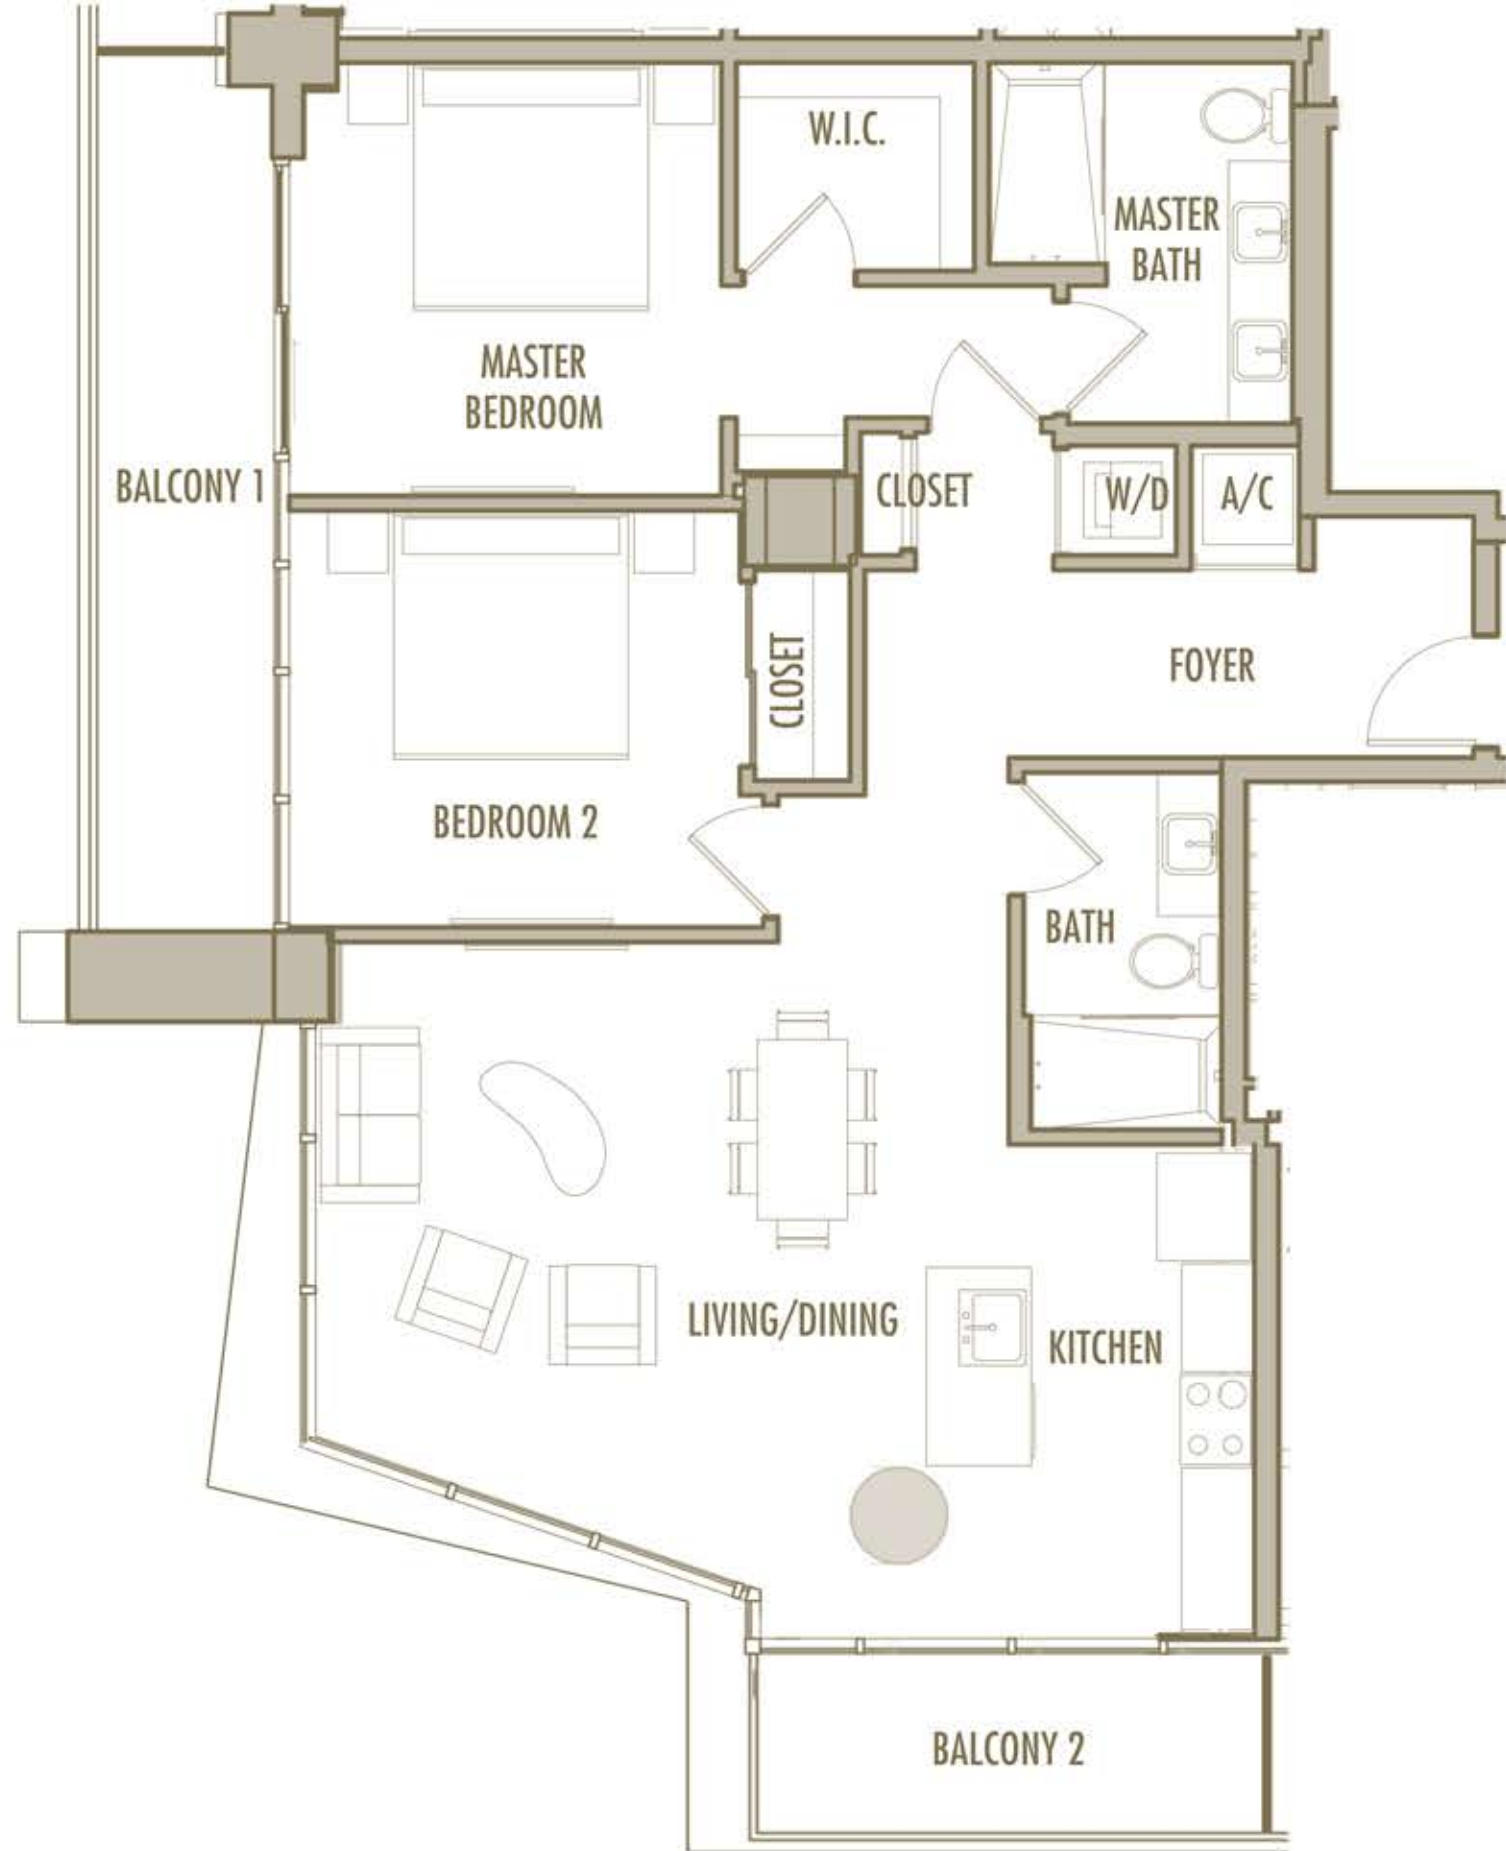 W.I.C.
MASTER
BATH
MASTER
BEDROOM
BALCONY 1
CLOSET
W/D
A/C
CLOSET
FOYER
BEDROOM 2
BATH
LIVING/DINING
KITCHEN
BALCONY 2